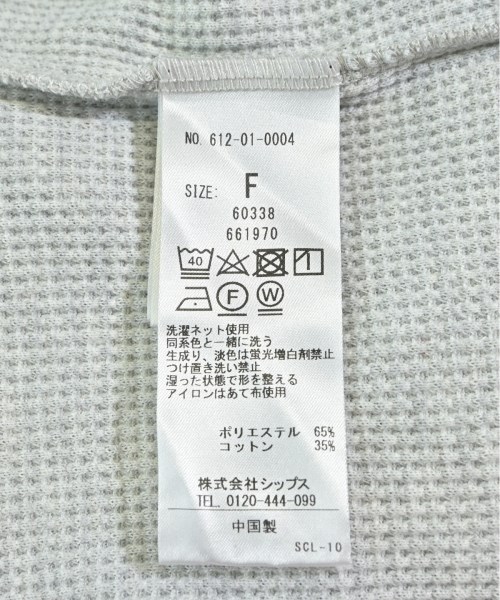 NO. 612-01-0004
SIZE: F
60338
661970
40
F W
洗濯ネット使用
同系色と一緒に洗う
生成り、淡色は蛍光増白剤禁止
つけ置き洗い禁止
湿った状態で形を整える
アイロンはあて布使用
ポリエステル 65%
コットン 35%
株式会社シップス
TEL. 0120-444-099
中国製
SCL-10